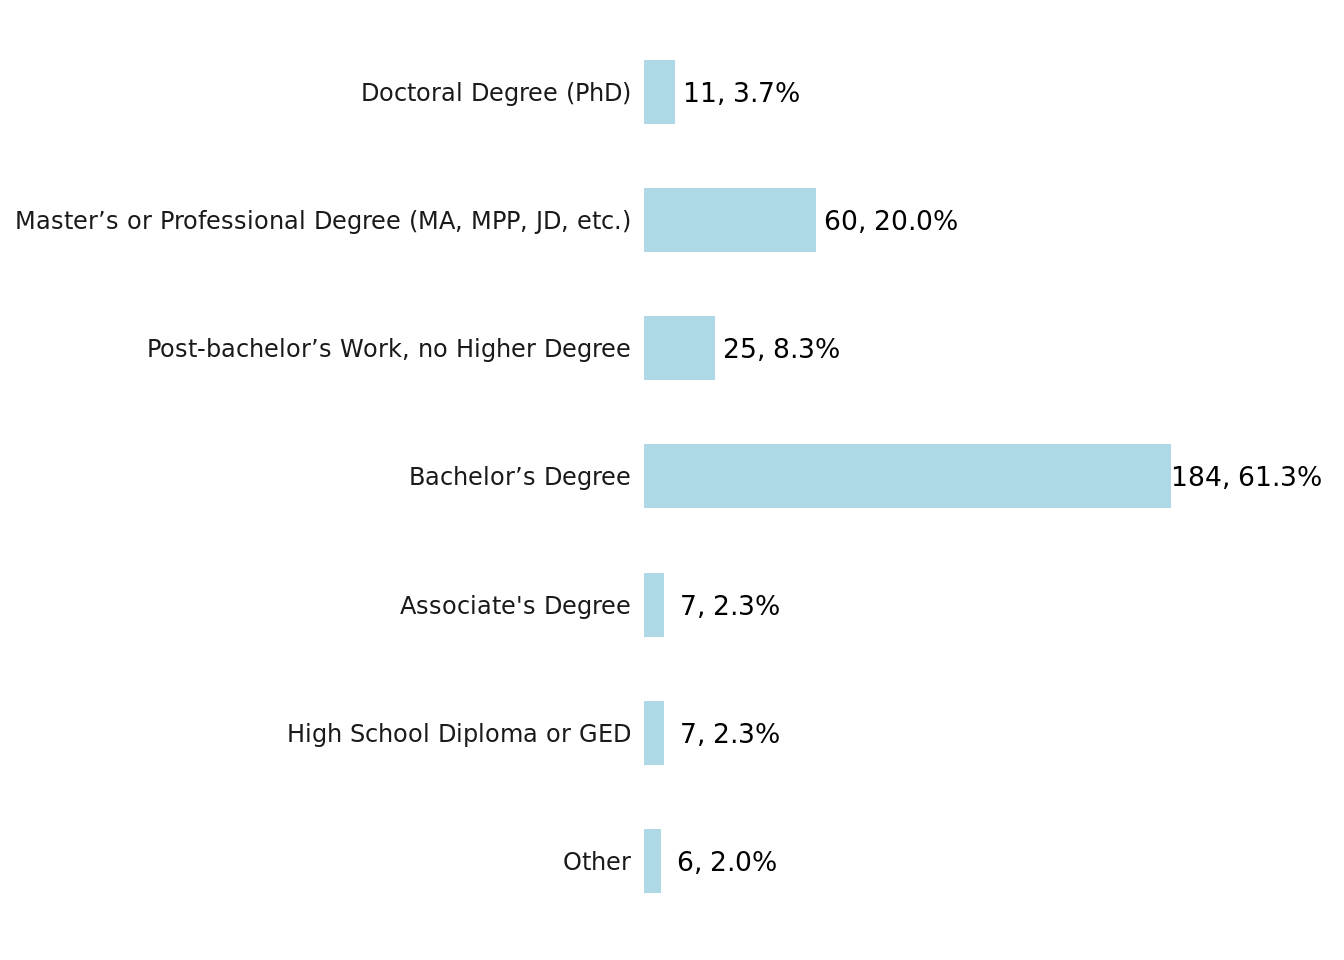 Doctoral Degree (PhD) 11, 3.7%
Master’s or Professional Degree (MA, MPP, JD, etc.) 60, 20.0%
Post-bachelor’s Work, no Higher Degree 25, 8.3%
Bachelor’s Degree 184, 61.3%
Associate's Degree 7, 2.3%
High School Diploma or GED 7, 2.3%
Other 6, 2.0%